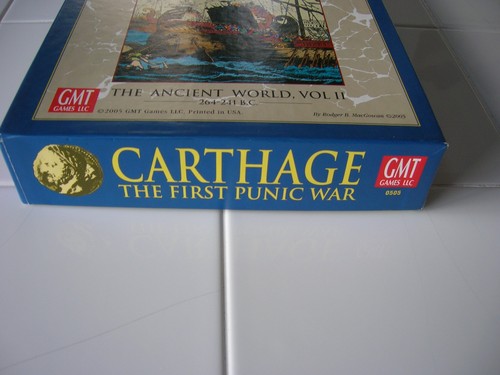 THE ANCIENT WORLD, VOL II
264-241 B.C.
GMT
GAMES LLC
©2005 GMT Games LLC. Printed in USA.
By Rodger B. MacGowan ©2005
CARTHAGE
THE FIRST PUNIC WAR
GMT
GAMES LLC
0508